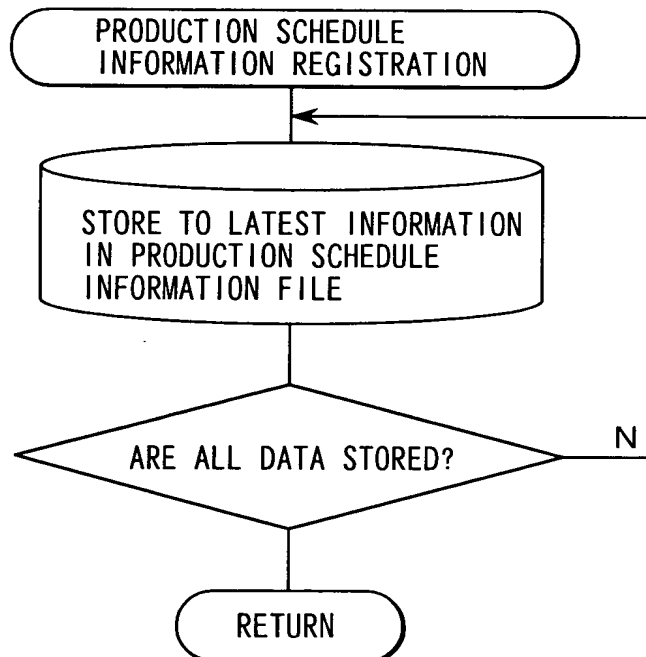 PRODUCTION SCHEDULE
INFORMATION REGISTRATION
STORE TO LATEST INFORMATION
IN PRODUCTION SCHEDULE
INFORMATION FILE
ARE ALL DATA STORED?
N
RETURN